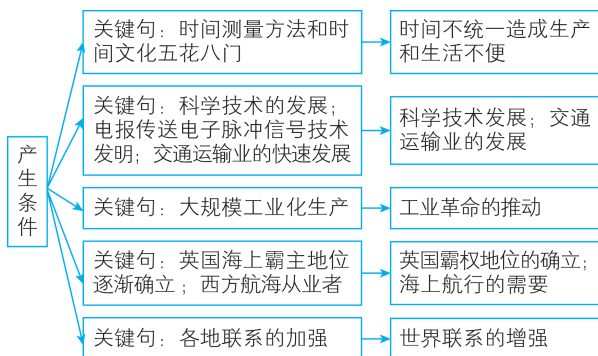 产
生
条
件
关键句：时间测量方法和时
间文化五花八门
时间不统一造成生产
和生活不便
关键句：科学技术的发展；
电报传送电子脉冲信号技术
发明；交通运输业的快速发展
科学技术发展；交通
运输业的发展
关键句：大规模工业化生产
工业革命的推动
关键句：英国海上霸主地位
逐渐确立；西方航海从业者
英国霸权地位的确立；
海上航行的需要
关键句：各地联系的加强
世界联系的增强